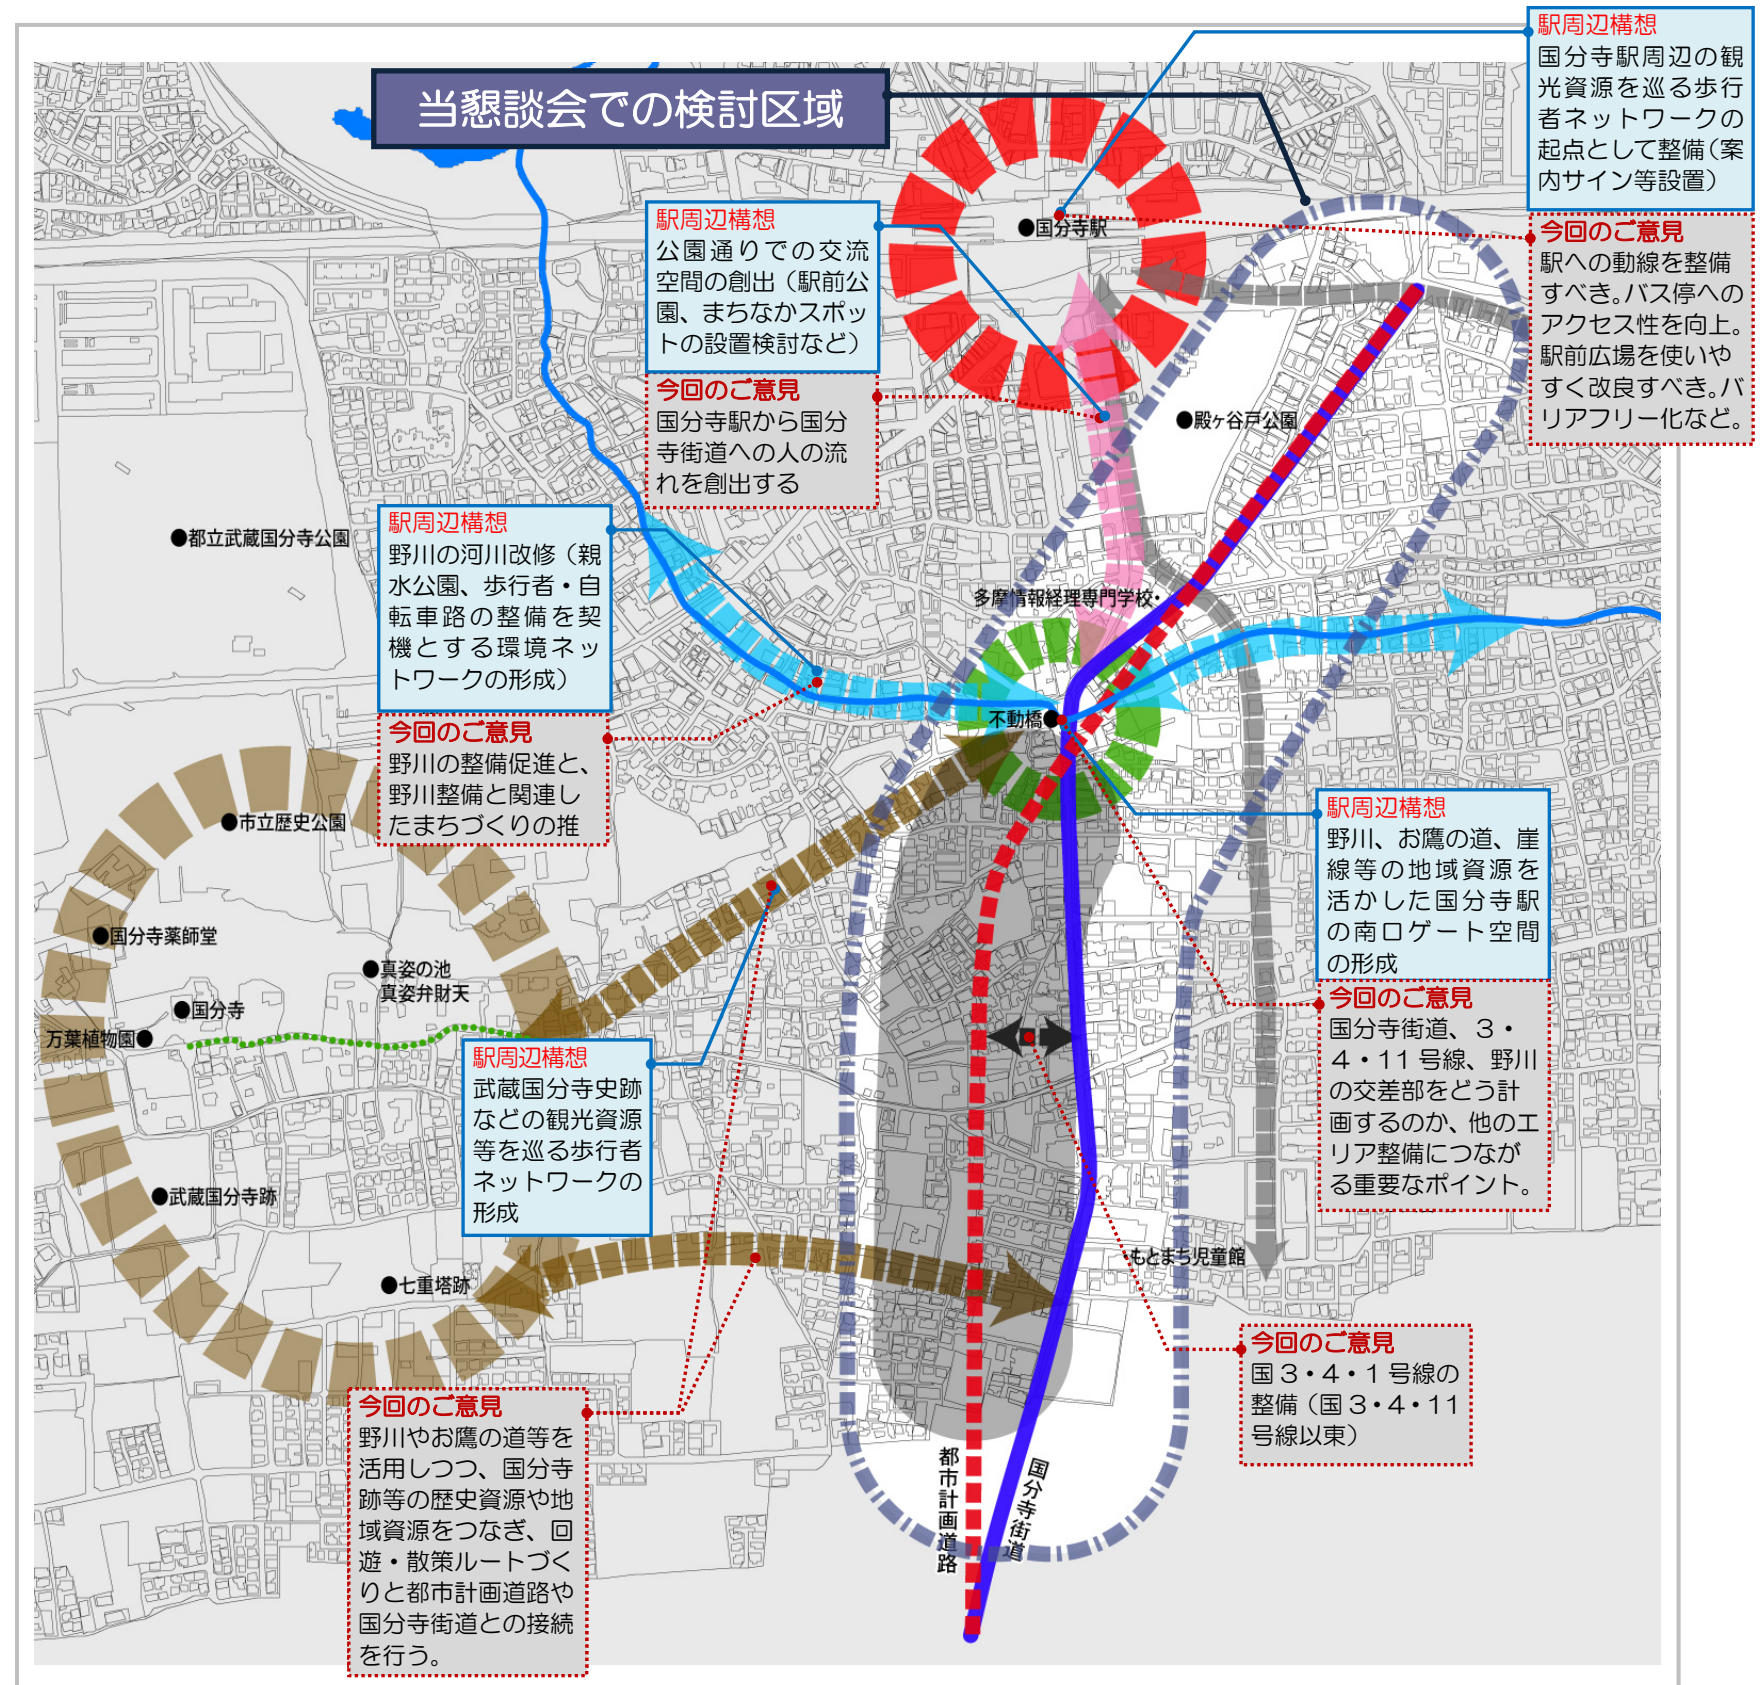 当懇談会での検討区域
駅周辺構想
国分寺駅周辺の観
光資源を巡る歩行
者ネットワークの
起点として整備（案
内サイン等設置）
今回のご意見
駅への動線を整備
すべき。バス停への
アクセス性を向上。
駅前広場を使いや
すく改良すべき。バ
リアフリー化など。
駅周辺構想
公園通りでの交流
空間の創出（駅前公
園、まちなかスポッ
トの設置検討など）
今回のご意見
国分寺駅から国分
寺街道への人の流
れを創出する
●国分寺駅
●殿ヶ谷戸公園
駅周辺構想
野川の河川改修（親
水公園、歩行者・自
転車路の整備を契
機とする環境ネッ
トワークの形成）
今回のご意見
野川の整備促進と、
野川整備と関連し
たまちづくりの推
●都立武蔵国分寺公園
多摩情報経理専門学校・
不動橋●
●市立歴史公園
●国分寺薬師堂
●真姿の池
真姿弁財天
●国分寺
万葉植物園●
駅周辺構想
野川、お鷹の道、崖
線等の地域資源を
活かした国分寺駅
の南口ゲート空間
の形成
今回のご意見
国分寺街道、３・
４・11 号線、野川
の交差部をどう計
画するのか、他のエ
リア整備につなが
る重要なポイント。
駅周辺構想
武蔵国分寺史跡
などの観光資源
等を巡る歩行者
ネットワークの
形成
●武蔵国分寺跡
●七重塔跡
もとまち児童館
今回のご意見
国３・４・１号線の
整備（国３・４・11
号線以東）
今回のご意見
野川やお鷹の道等を
活用しつつ、国分寺
跡等の歴史資源や地
域資源をつなぎ、回
遊・散策ルートづく
りと都市計画道路や
国分寺街道との接続
を行う。
都市計画道路
国分寺街道